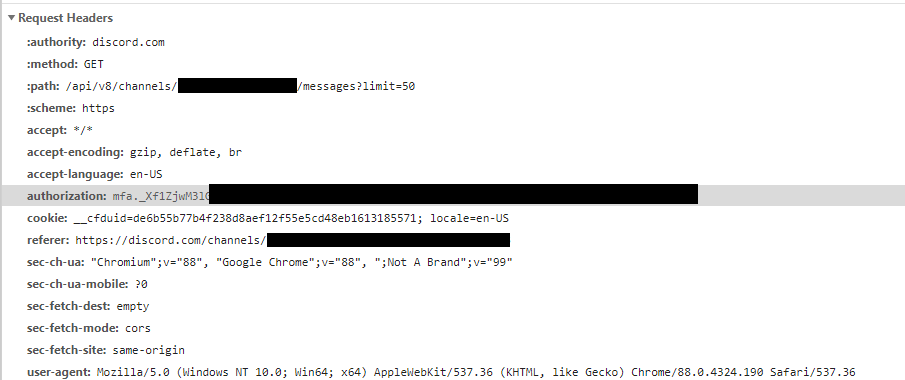 Request Headers
:authority: discord.com
:method: GET
:path: /api/v8/channels/ /messages?limit=50
:scheme: https
accept: */*
accept-encoding: gzip, deflate, br
accept-language: en-US
authorization: mfa._Xf1ZjwM3l
cookie: __cfduid=de6b55b77b4f238d8aef12f55e5cd48eb1613185571; locale=en-US
referer: https://discord.com/channels/
sec-ch-ua: "Chromium";v="88", "Google Chrome";v="88", ";Not A Brand";v="99"
sec-ch-ua-mobile: ?0
sec-fetch-dest: empty
sec-fetch-mode: cors
sec-fetch-site: same-origin
user-agent: Mozilla/5.0 (Windows NT 10.0; Win64; x64) AppleWebKit/537.36 (KHTML, like Gecko) Chrome/88.0.4324.190 Safari/537.36